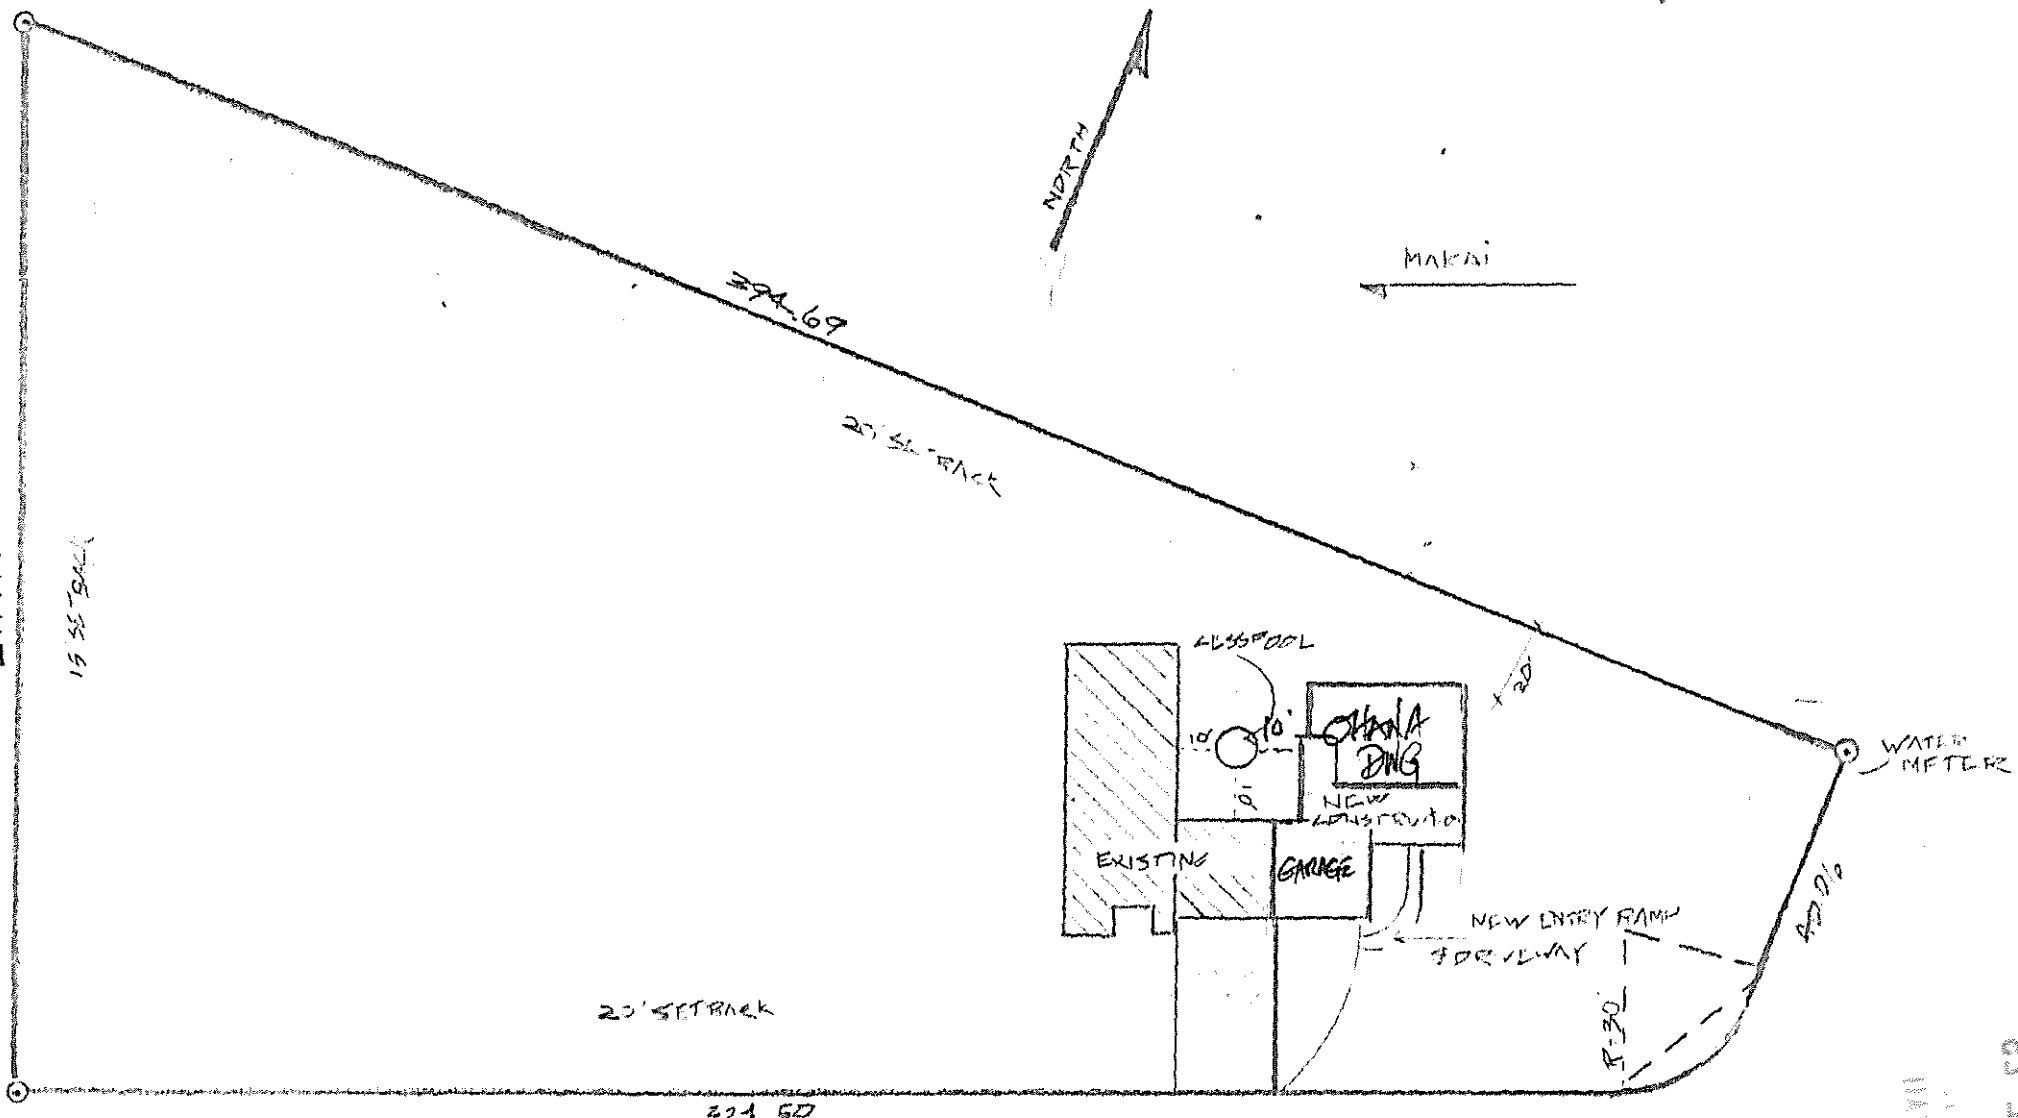 NORTH
MAKAI
394.69
20' SETBACK
15' SETBACK
CESSPOOL
20'
10'
10'
10'
OHANA
DWG
WATER
METER
NEW
EXISTING
GARAGE
NEW ENTRY RAMP
& DRIVEWAY
R-30'
20' SETBACK